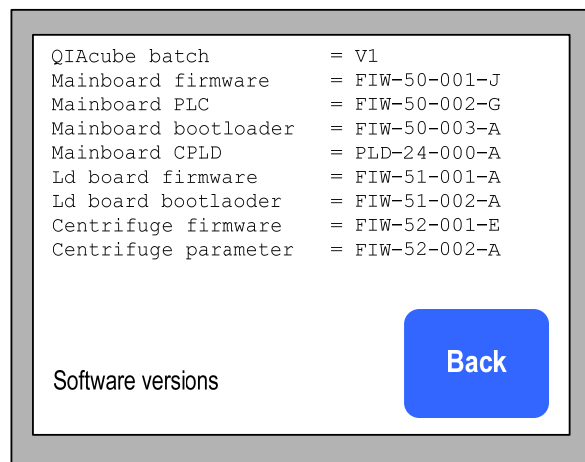 QIAcube batch = V1
Mainboard firmware = FIW-50-001-J
Mainboard PLC = FIW-50-002-G
Mainboard bootloader = FIW-50-003-A
Mainboard CPLD = PLD-24-000-A
Ld board firmware = FIW-51-001-A
Ld board bootlaoder = FIW-51-002-A
Centrifuge firmware = FIW-52-001-E
Centrifuge parameter = FIW-52-002-A
Back
Software versions